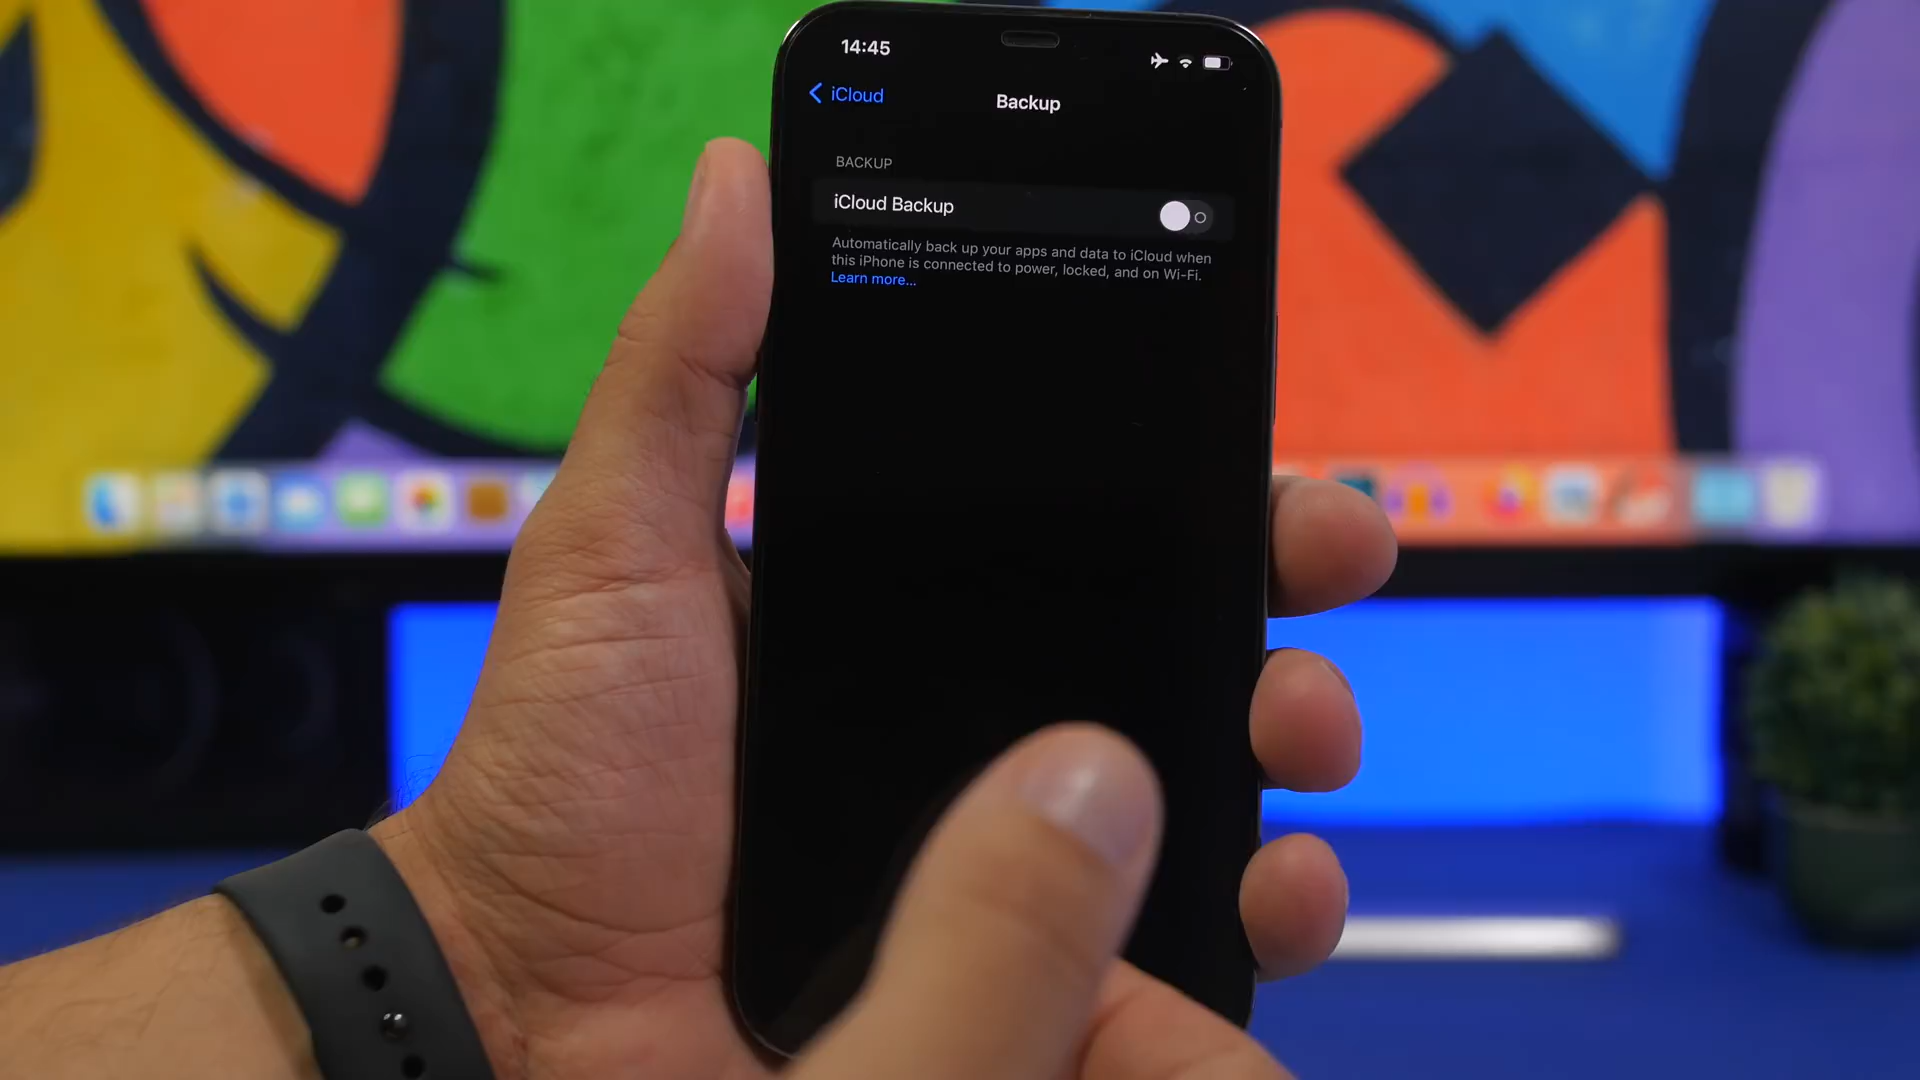 14:45
iCloud
Backup
BACKUP
iCloud Backup
Automatically back up your apps and data to iCloud when
this iPhone is connected to power, locked, and on Wi-Fi.
Learn more...